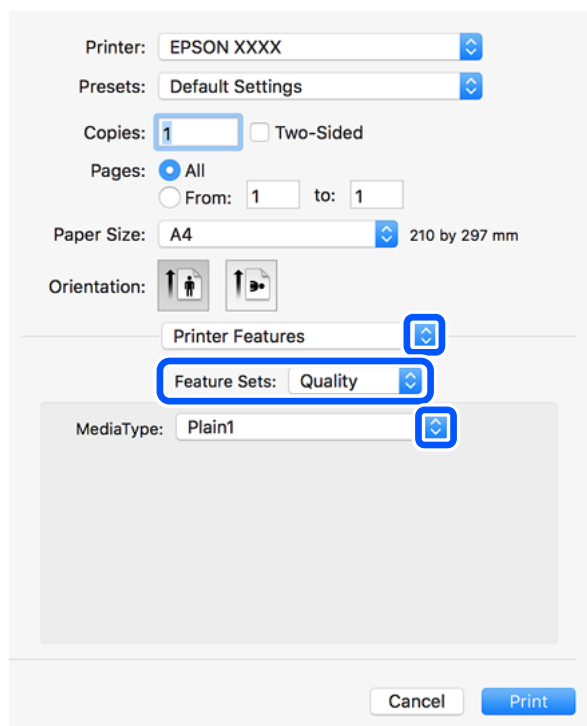 Printer: EPSON XXXX
Presets: Default Settings
Copies: 1 Two-Sided
Pages: All
From: 1 to: 1
Paper Size: A4 210 by 297 mm
Orientation:
Printer Features
Feature Sets: Quality
MediaType: Plain1
Cancel Print